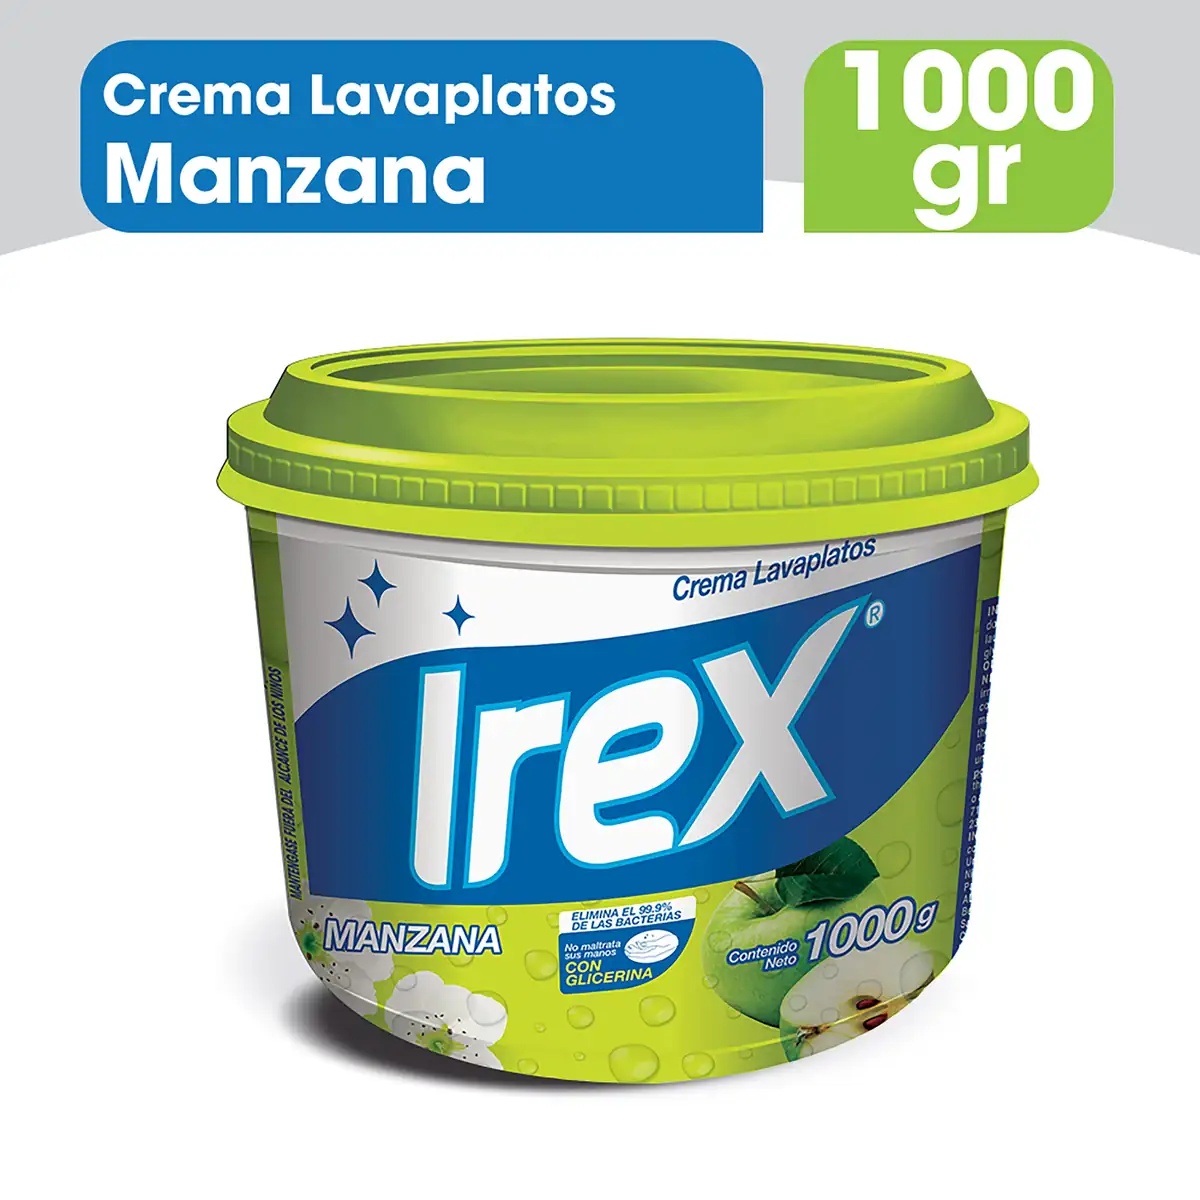 Crema Lavaplatos
Manzana
1000
gr
Crema Lavaplatos
Irex®
MANTENGASE FUERA DEL ALCANCE DE LOS NIÑOS
MANZANA
ELIMINA EL 99.9%
DE LAS BACTERIAS
No maltrata
sus manos
CON
GLICERINA
Contenido
Neto
1000g